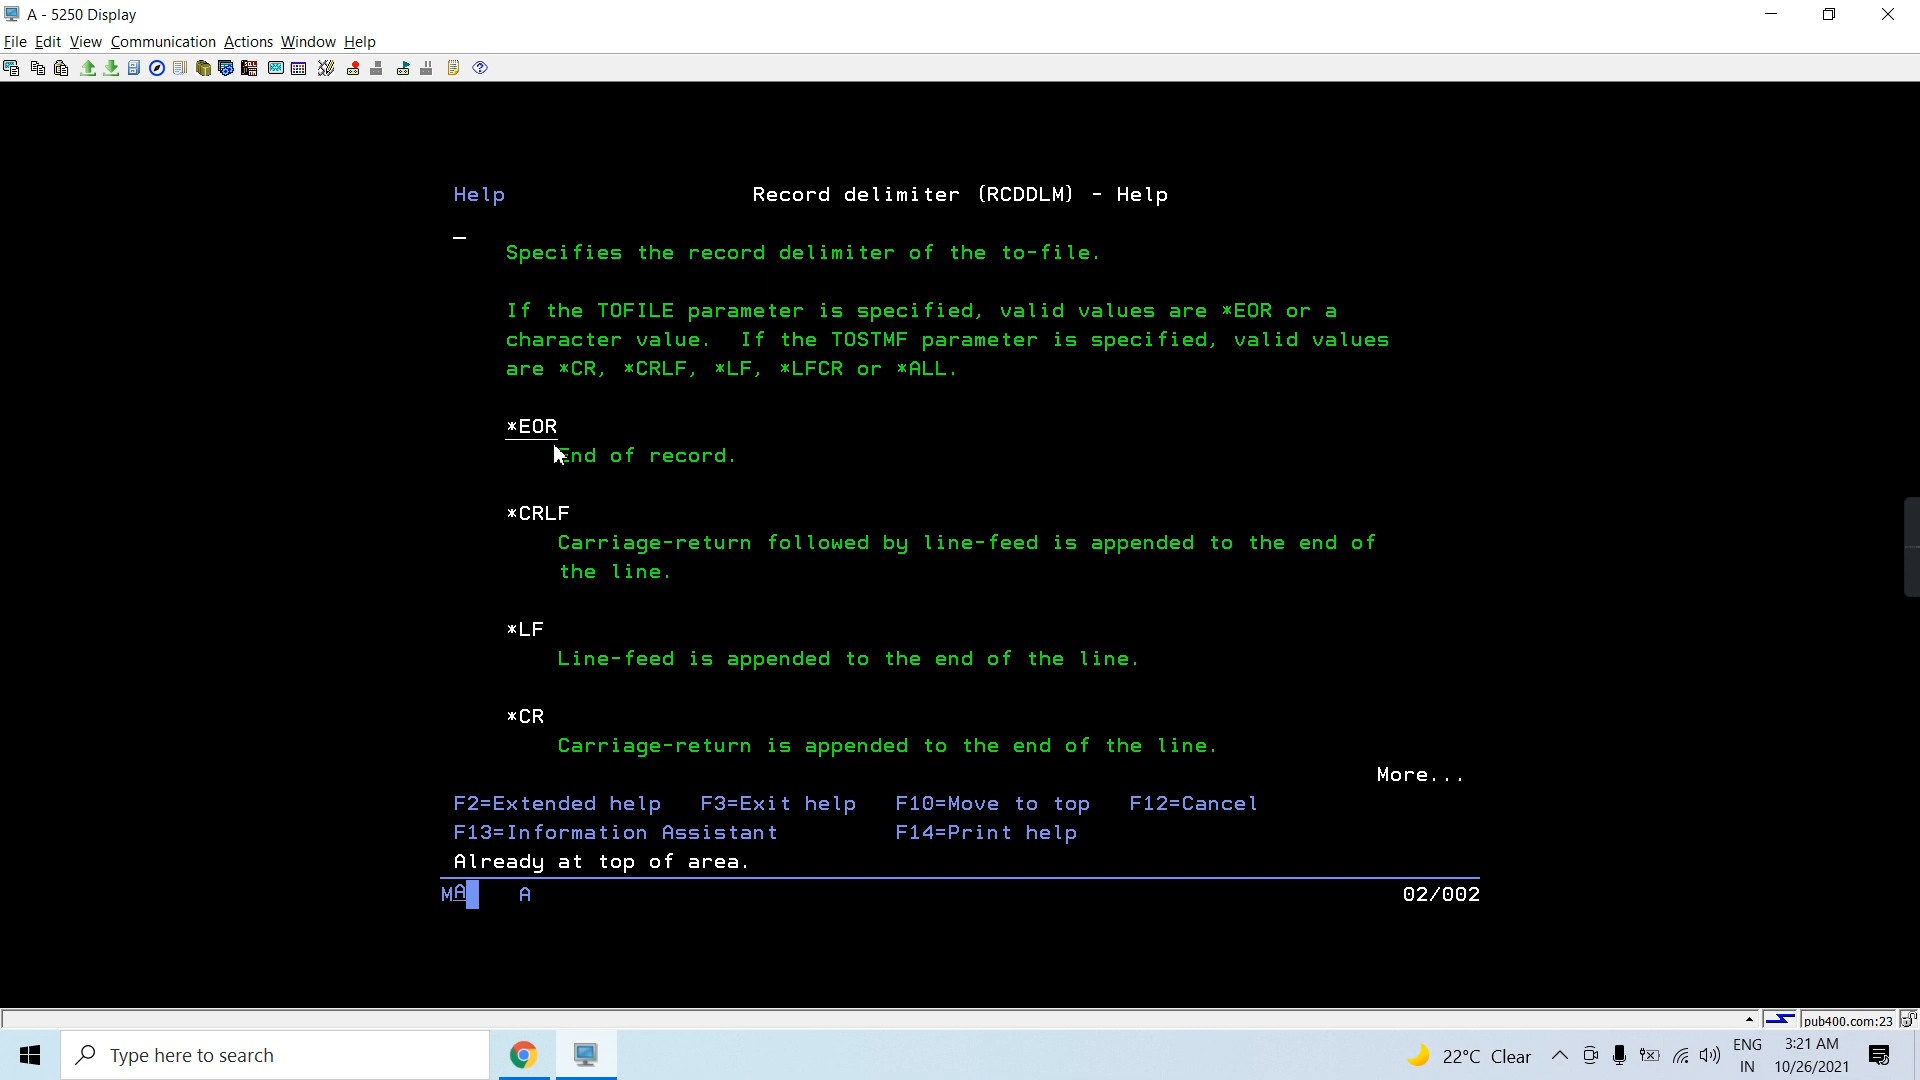 A - 5250 Display
File Edit View Communication Actions Window Help
Help Record delimiter (RCDDLM) - Help
Specifies the record delimiter of the to-file.
If the TOFILE parameter is specified, valid values are *EOR or a
character value. If the TOSTMF parameter is specified, valid values
are *CR, *CRLF, *LF, *LFCR or *ALL.
*EOR
End of record.
*CRLF
Carriage-return followed by line-feed is appended to the end of
the line.
*LF
Line-feed is appended to the end of the line.
*CR
Carriage-return is appended to the end of the line.
More...
F2=Extended help F3=Exit help F10=Move to top F12=Cancel
F13=Information Assistant F14=Print help
Already at top of area.
MA A 02/002
pub400.com:23
Type here to search
22°C Clear
ENG
IN
3:21 AM
10/26/2021